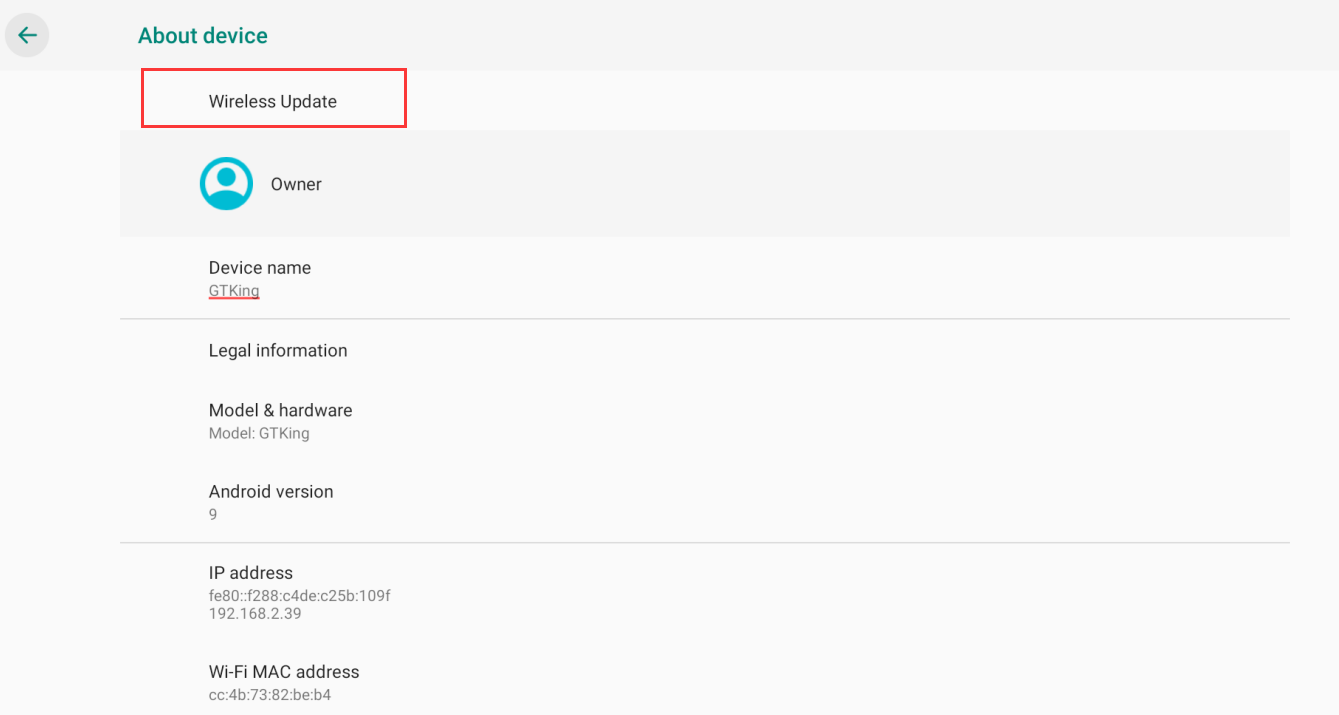 About device
Wireless Update
Owner
Device name
GTKing
Legal information
Model & hardware
Model: GTKing
Android version
9
IP address
fe80::f288:c4de:c25b:109f
192.168.2.39
Wi-Fi MAC address
cc:4b:73:82:be:b4